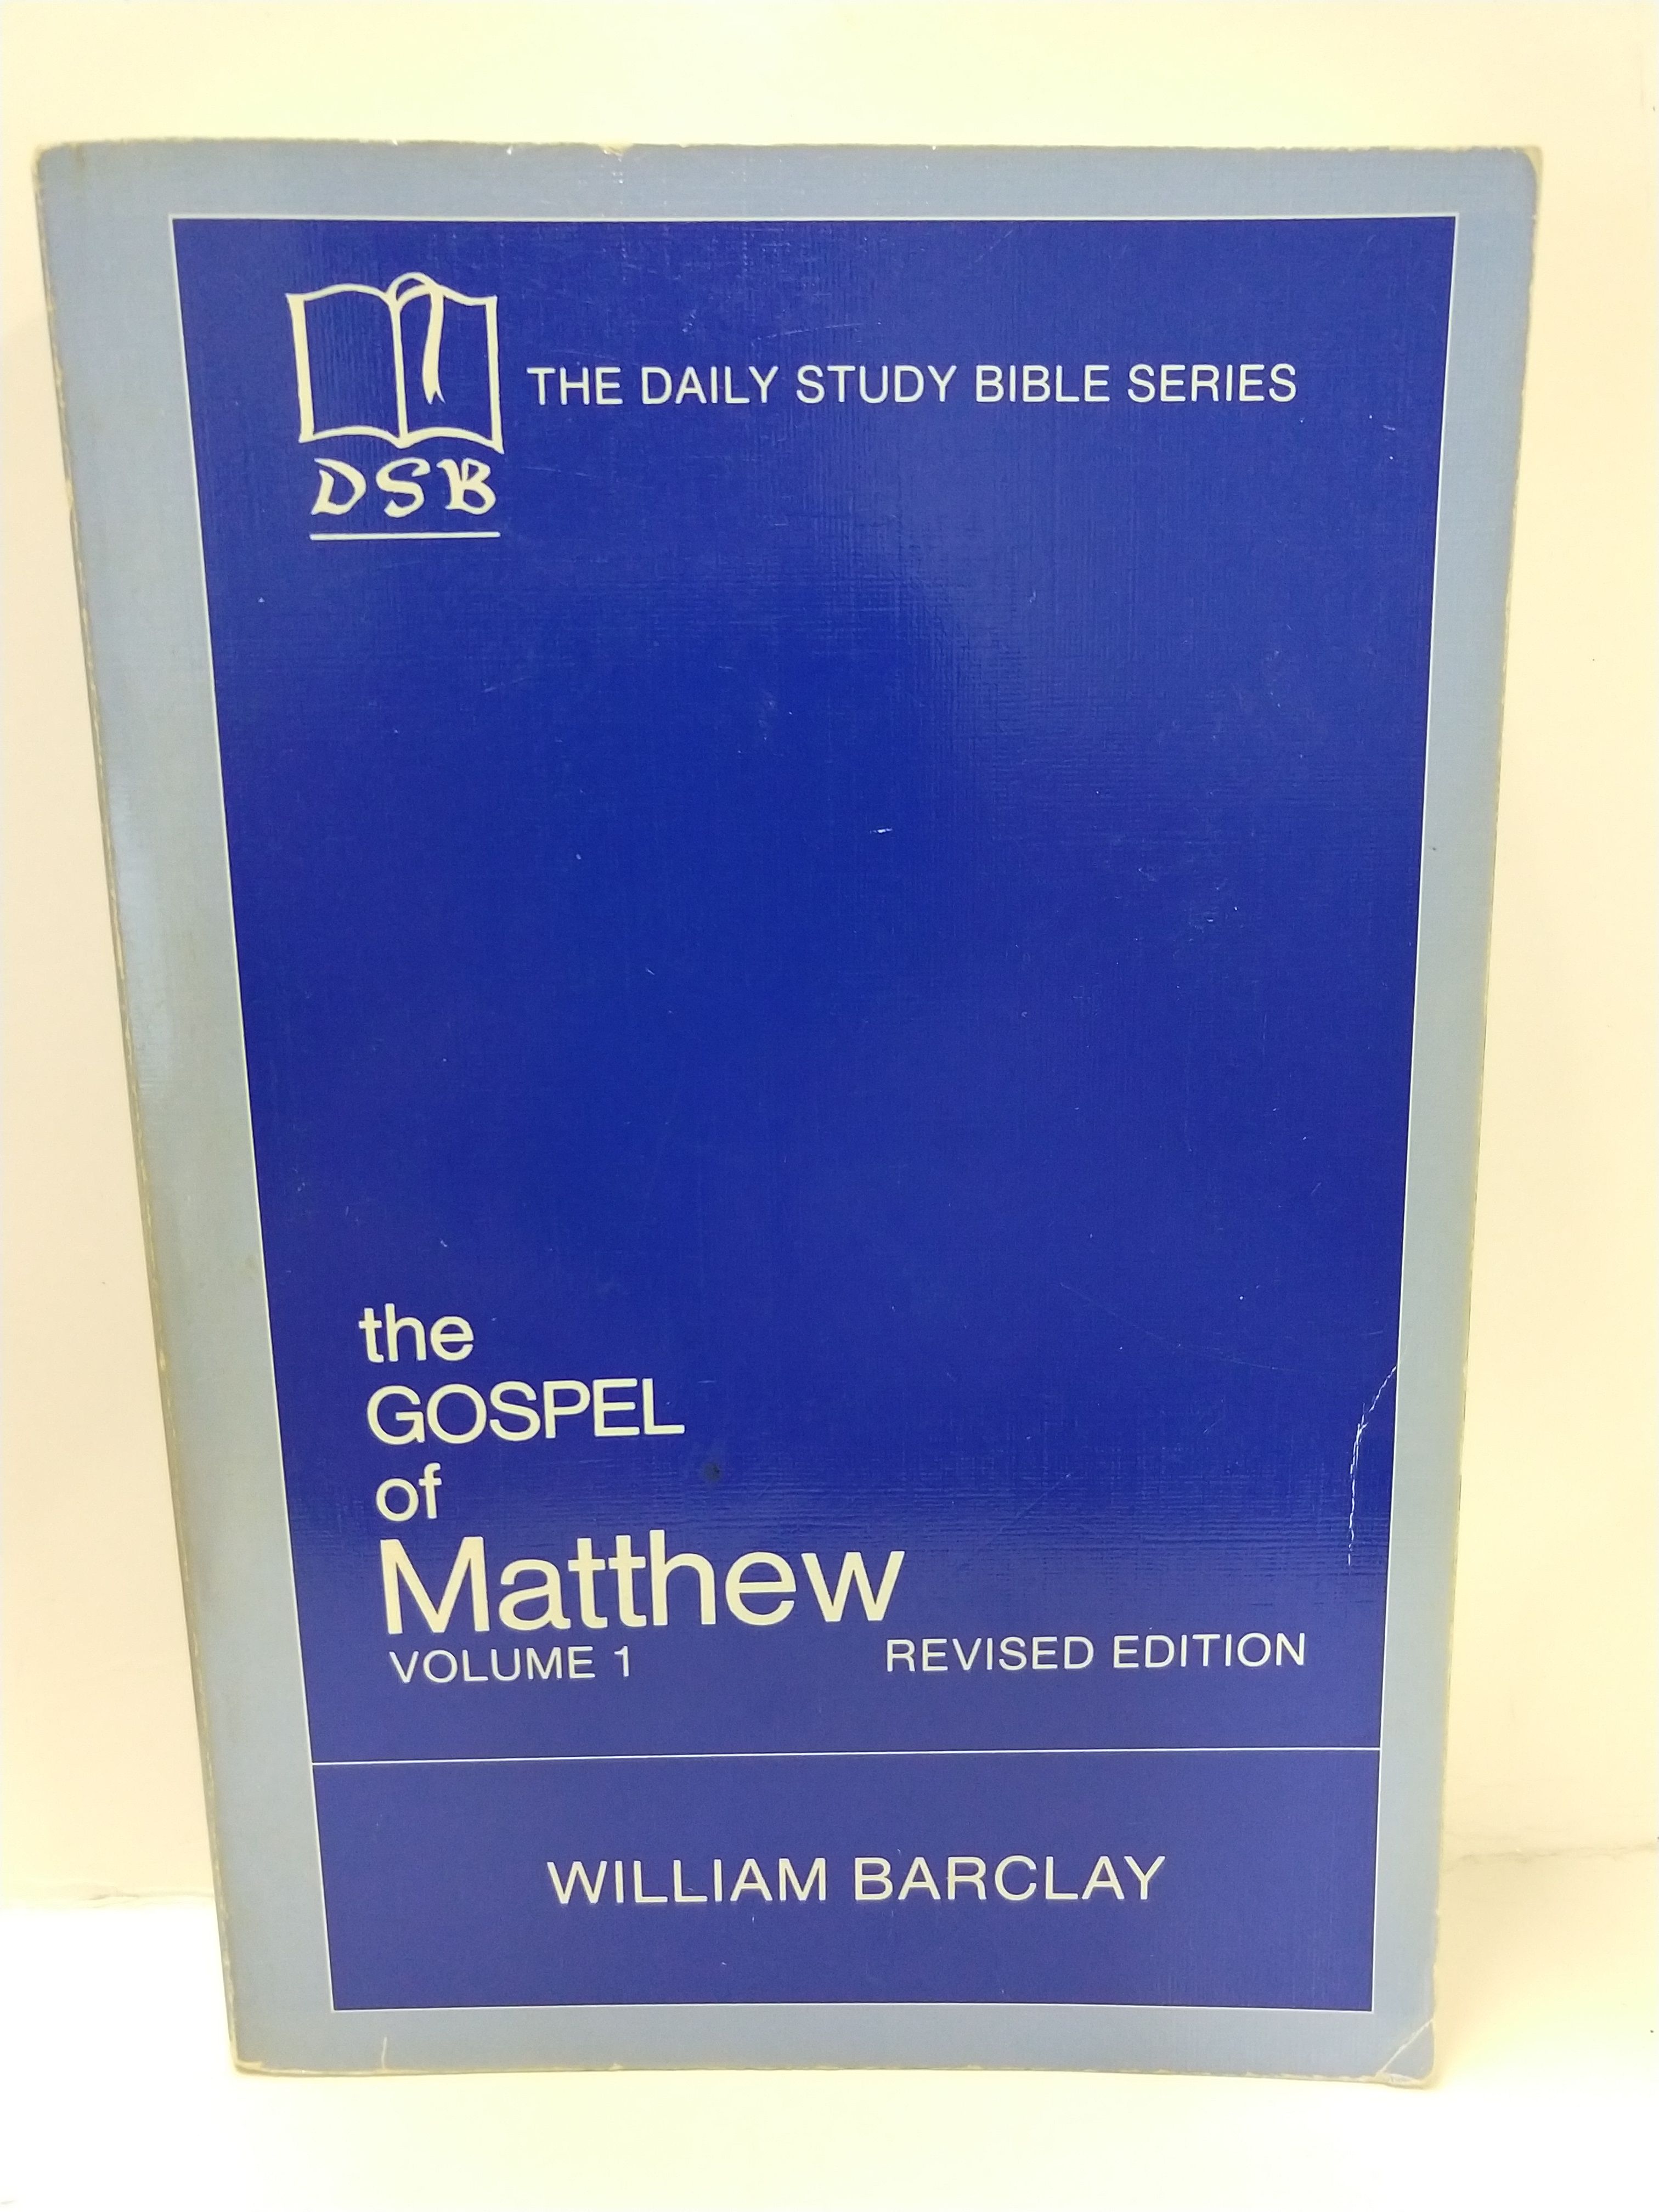 THE DAILY STUDY BIBLE SERIES
DSB
the
GOSPEL
of
Matthew
VOLUME 1 REVISED EDITION
WILLIAM BARCLAY